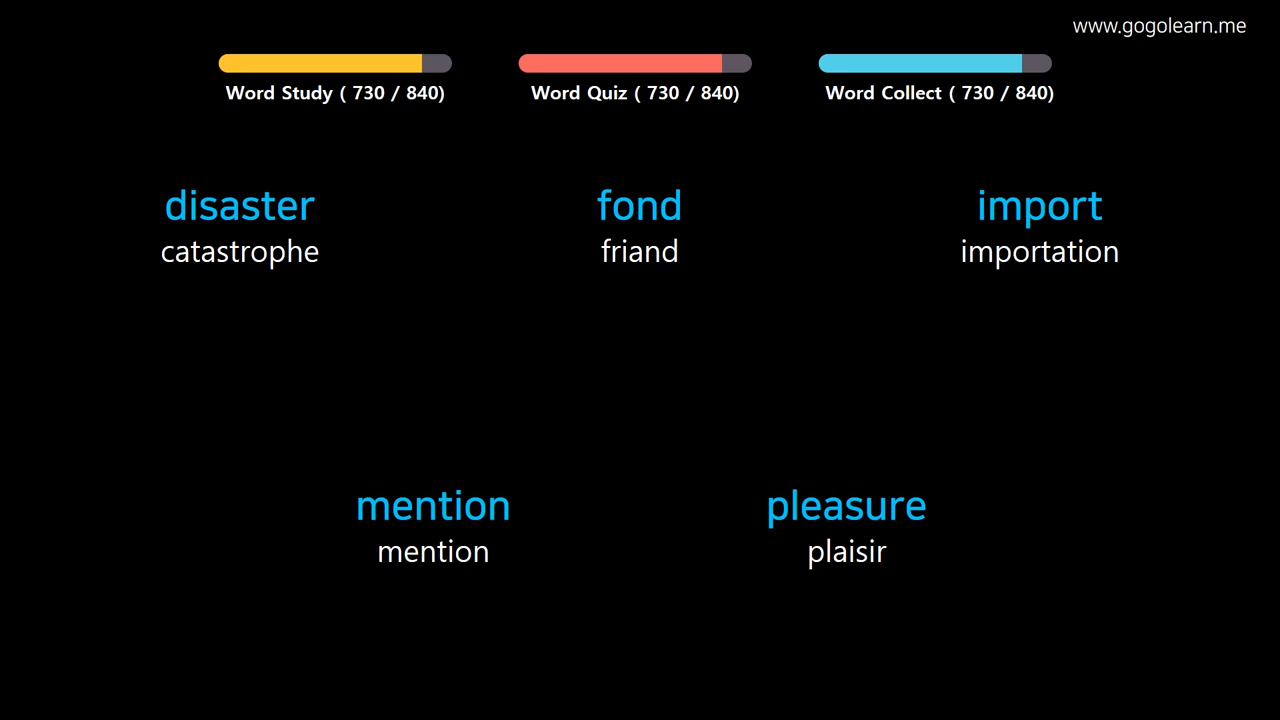 www.gogolearn.me
Word Study ( 730 / 840)
Word Quiz ( 730 / 840)
Word Collect ( 730 / 840)
disaster
catastrophe
fond
friand
import
importation
mention
mention
pleasure
plaisir